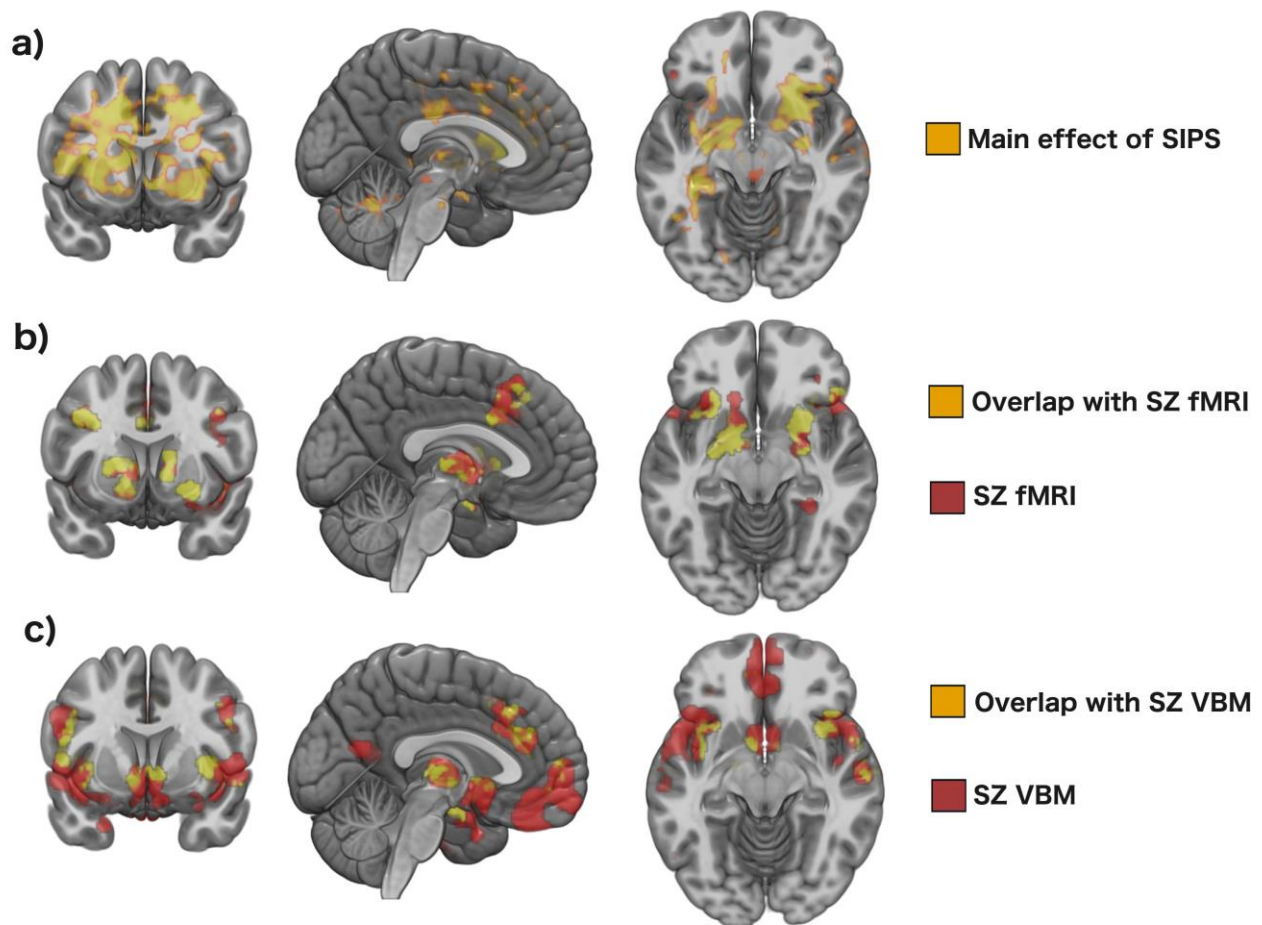 a)
Main effect of SIPS
b)
Overlap with SZ fMRI
SZ fMRI
c)
Overlap with SZ VBM
SZ VBM